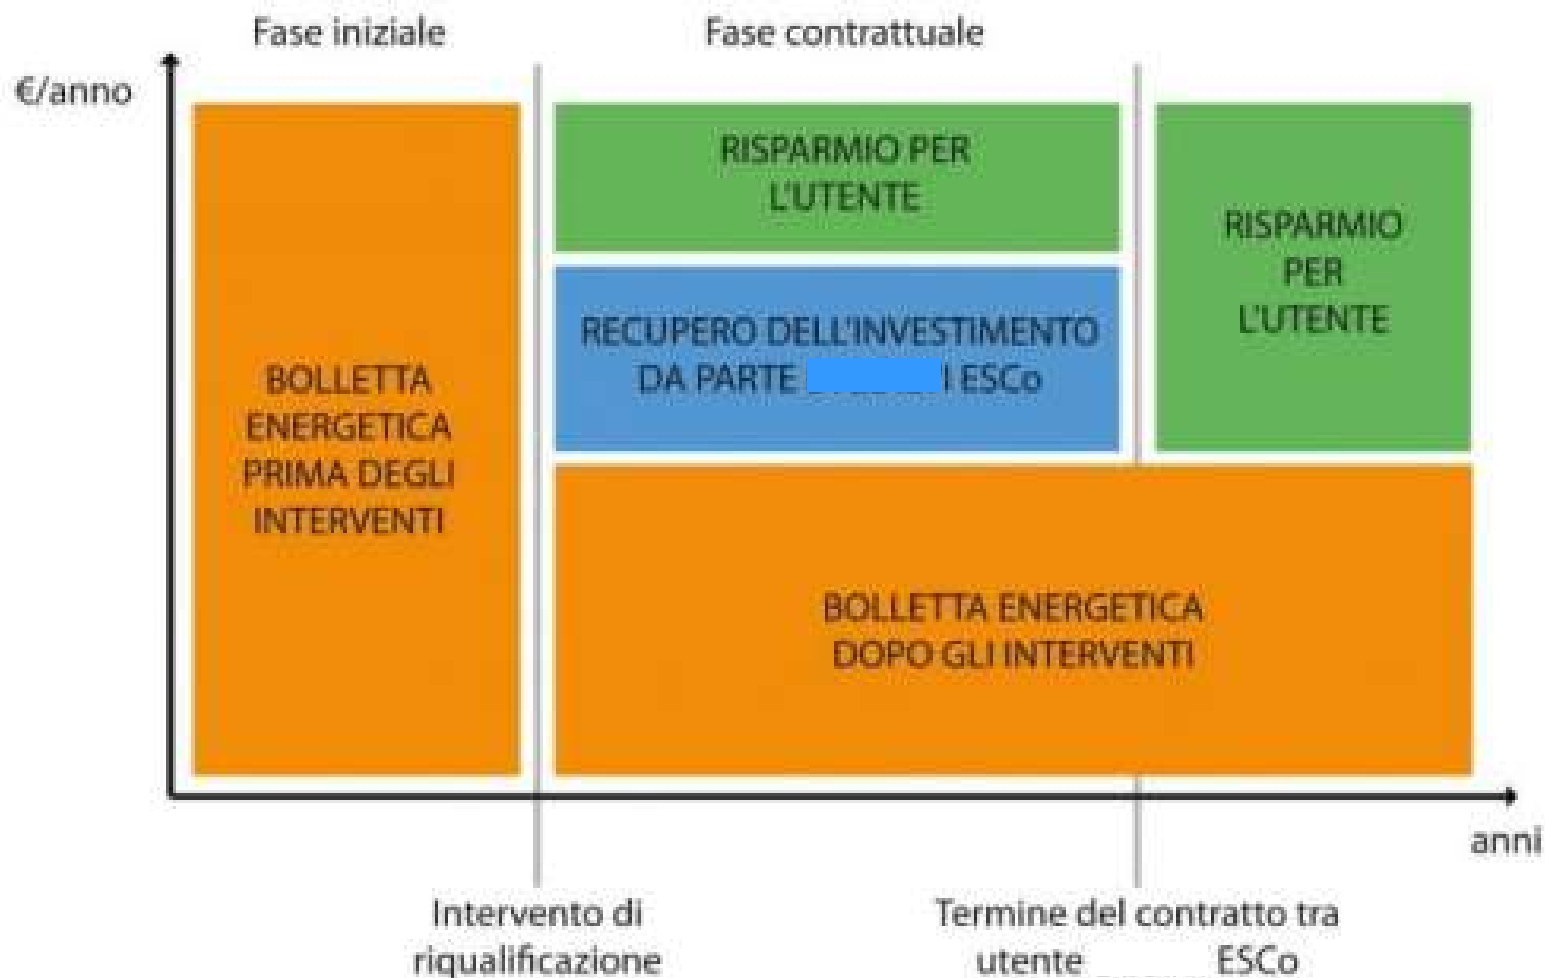 Fase iniziale
Fase contrattuale
€/anno
RISPARMIO PER
L'UTENTE
RISPARMIO
PER
L'UTENTE
RECUPERO DELL'INVESTIMENTO
DA PARTE ESCo
BOLLETTA
ENERGETICA
PRIMA DEGLI
INTERVENTI
BOLLETTA ENERGETICA
DOPO GLI INTERVENTI
anni
Intervento di
riqualificazione
Termine del contratto tra
utente ESCo